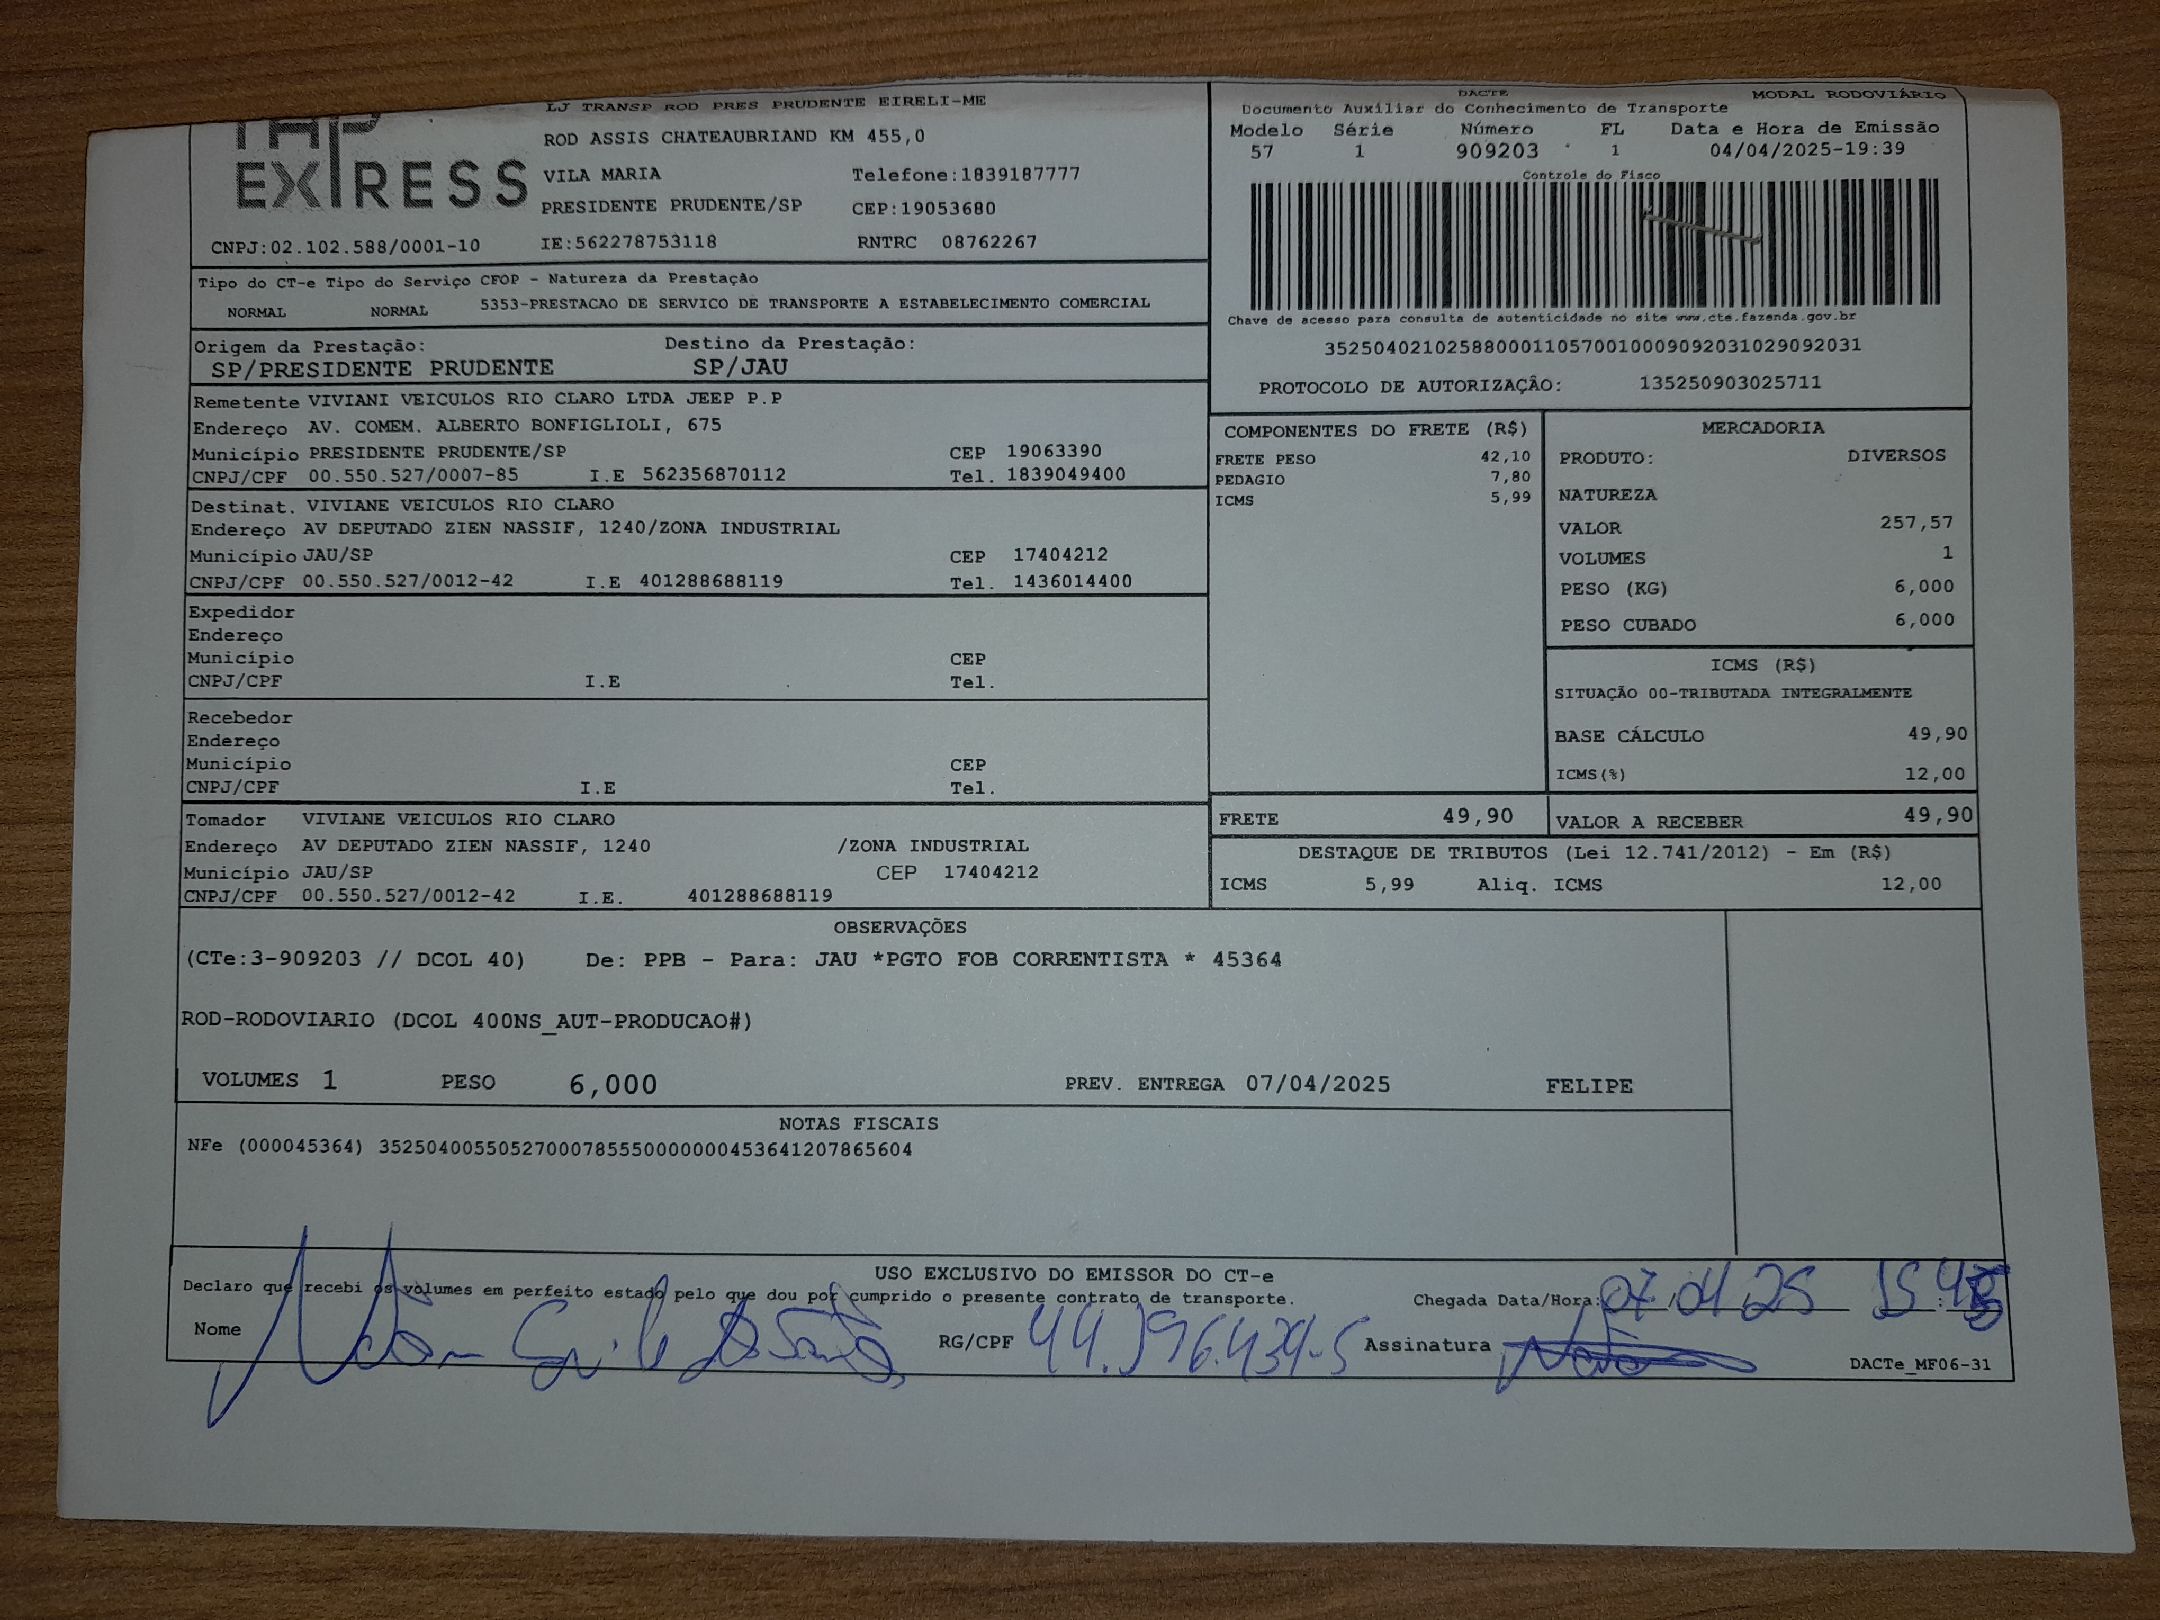 LJ TRANSP ROD PRES PRUDENTE EIRELI-ME
EXPRESS
ROD ASSIS CHATEAUBRIAND KM 455,0
VILA MARIA Telefone:1839187777
PRESIDENTE PRUDENTE/SP CEP:19053680
CNPJ:02.102.588/0001-10 IE:562278753118 RNTRC 08762267
DACTE MODAL RODOVIÁRIO
Documento Auxiliar do Conhecimento de Transporte
Modelo Série Número FL Data e Hora de Emissão
57 1 909203 1 04/04/2025-19:39
Controle do Fisco
Chave de acesso para consulta de autenticidade no site www.cte.fazenda.gov.br
35250402102588000110570010009092031029092031
PROTOCOLO DE AUTORIZAÇÃO: 135250903025711
Tipo do CT-e Tipo do Serviço CFOP - Natureza da Prestação
NORMAL NORMAL 5353-PRESTACAO DE SERVICO DE TRANSPORTE A ESTABELECIMENTO COMERCIAL
Origem da Prestação: Destino da Prestação:
SP/PRESIDENTE PRUDENTE SP/JAU
Remetente VIVIANI VEICULOS RIO CLARO LTDA JEEP P.P
Endereço AV. COMEM. ALBERTO BONFIGLIOLI, 675
Município PRESIDENTE PRUDENTE/SP CEP 19063390
CNPJ/CPF 00.550.527/0007-85 I.E 562356870112 Tel. 1839049400
Destinat. VIVIANE VEICULOS RIO CLARO
Endereço AV DEPUTADO ZIEN NASSIF, 1240/ZONA INDUSTRIAL
Município JAU/SP CEP 17404212
CNPJ/CPF 00.550.527/0012-42 I.E 401288688119 Tel. 1436014400
Expedidor
Endereço
Município CEP
CNPJ/CPF I.E Tel.
Recebedor
Endereço
Município CEP
CNPJ/CPF I.E Tel.
Tomador VIVIANE VEICULOS RIO CLARO
Endereço AV DEPUTADO ZIEN NASSIF, 1240 /ZONA INDUSTRIAL
Município JAU/SP CEP 17404212
CNPJ/CPF 00.550.527/0012-42 I.E. 401288688119
COMPONENTES DO FRETE (R$)
FRETE PESO 42,10
PEDAGIO 7,80
ICMS 5,99
MERCADORIA
PRODUTO: DIVERSOS
NATUREZA
VALOR 257,57
VOLUMES 1
PESO (KG) 6,000
PESO CUBADO 6,000
ICMS (R$)
SITUAÇÃO 00-TRIBUTADA INTEGRALMENTE
BASE CÁLCULO 49,90
ICMS(%) 12,00
FRETE 49,90 VALOR A RECEBER 49,90
DESTAQUE DE TRIBUTOS (Lei 12.741/2012) - Em (R$)
ICMS 5,99 Aliq. ICMS 12,00
OBSERVAÇÕES
(CTe:3-909203 // DCOL 40) De: PPB - Para: JAU *PGTO FOB CORRENTISTA * 45364
ROD-RODOVIARIO (DCOL 400NS_AUT-PRODUCAO#)
VOLUMES 1 PESO 6,000 PREV. ENTREGA 07/04/2025 FELIPE
NOTAS FISCAIS
NFe (000045364) 35250400550527000785550000000453641207865604
USO EXCLUSIVO DO EMISSOR DO CT-e
Declaro que recebi os volumes em perfeito estado pelo que dou por cumprido o presente contrato de transporte. Chegada Data/Hora: 07.04.25
Nome RG/CPF 44.396.434-5 Assinatura
DACTe_MF06-31